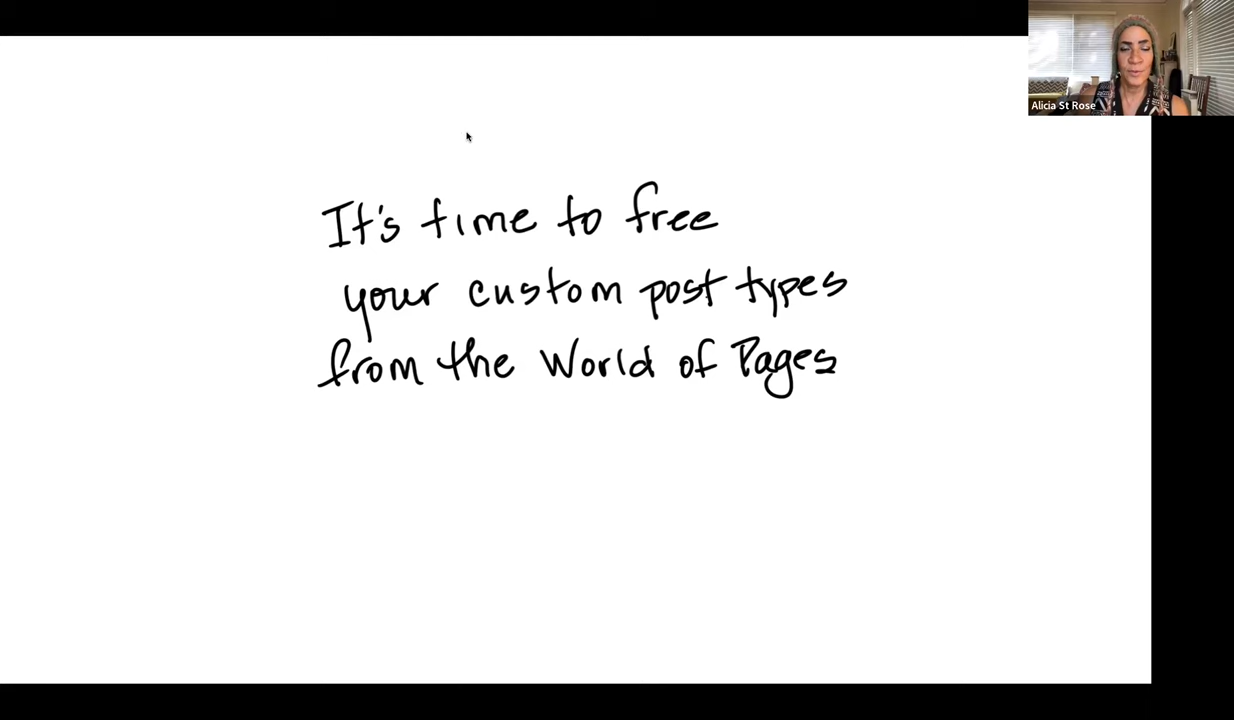 Alicia St Rose
It's time to free
your custom post types
from the World of Pages